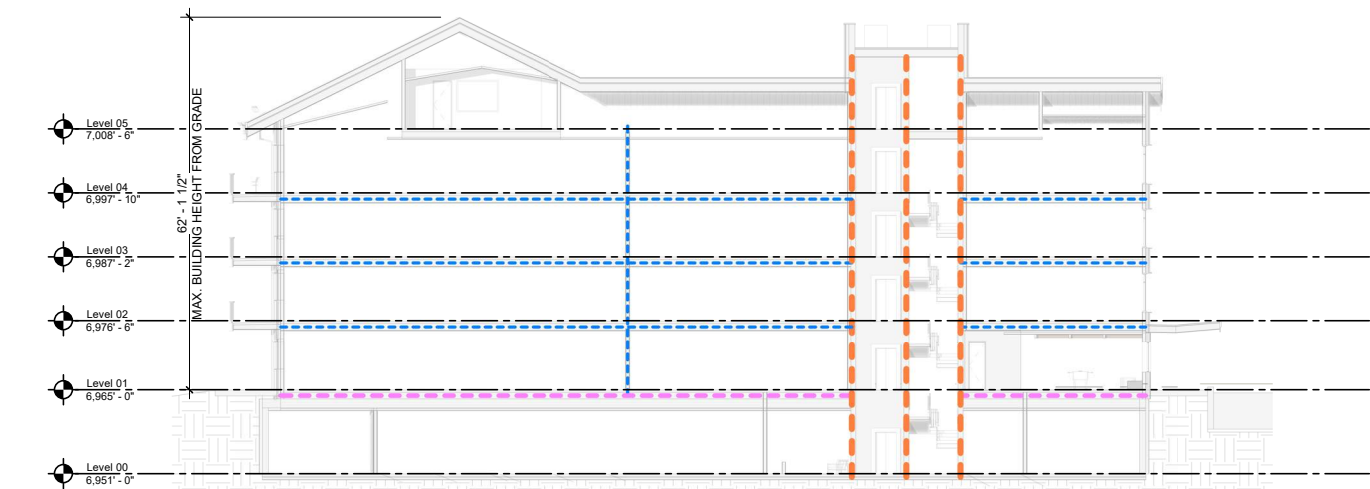 Level 05
7,008' - 6"
Level 04
6,997' - 10"
Level 03
6,987' - 2"
Level 02
6,976' - 6"
Level 01
6,965' - 0"
Level 00
6,951' - 0"
62' - 1 1/2"
MAX. BUILDING HEIGHT FROM GRADE